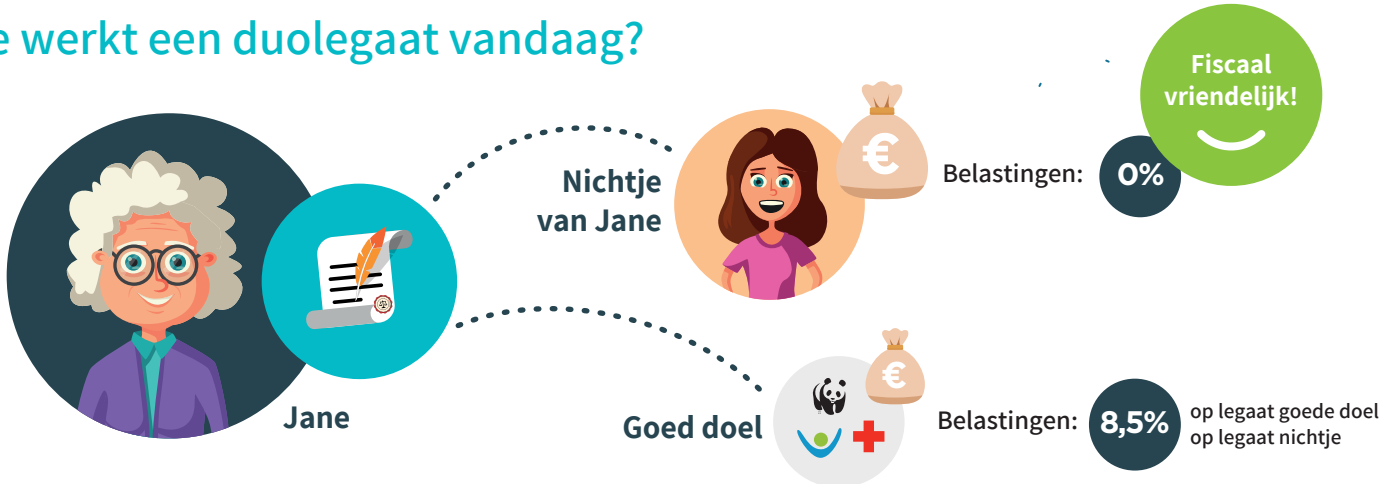 e werkt een duolegaat vandaag?
Fiscaal
vriendelijk!
Nichtje
van Jane
€
Belastingen:
0%
Jane
Goed doel
€
Belastingen:
8,5%
op legaat goede doel
op legaat nichtje